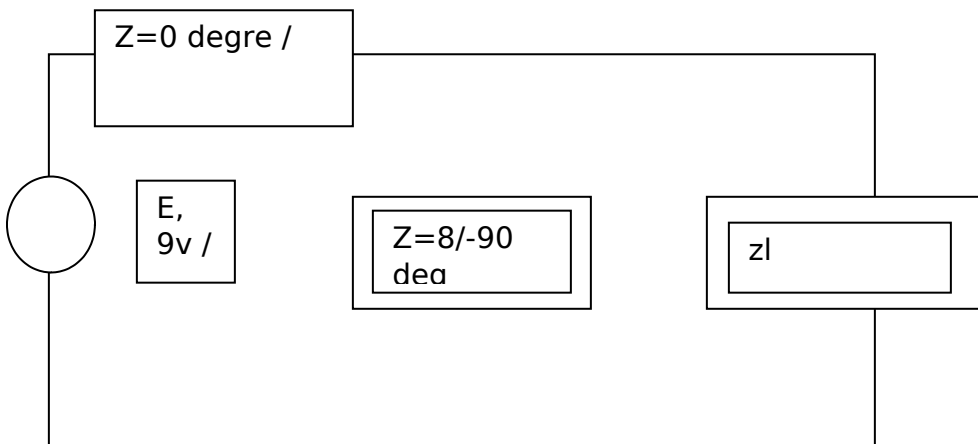 Z=0 degre /
E,
9v /
Z=8/-90
deg
zl